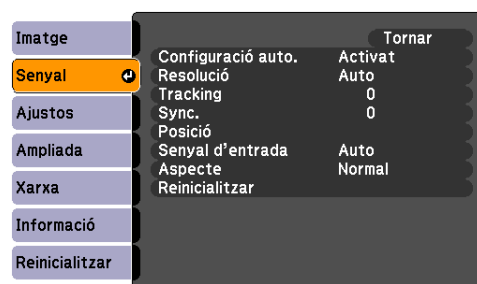 Imatge
Senyal
Ajustos
Ampliada
Xarxa
Informació
Reinicialitzar
Tornar
Configuració auto. Activat
Resolució Auto
Tracking 0
Sync. 0
Posició
Senyal d'entrada Auto
Aspecte Normal
Reinicialitzar